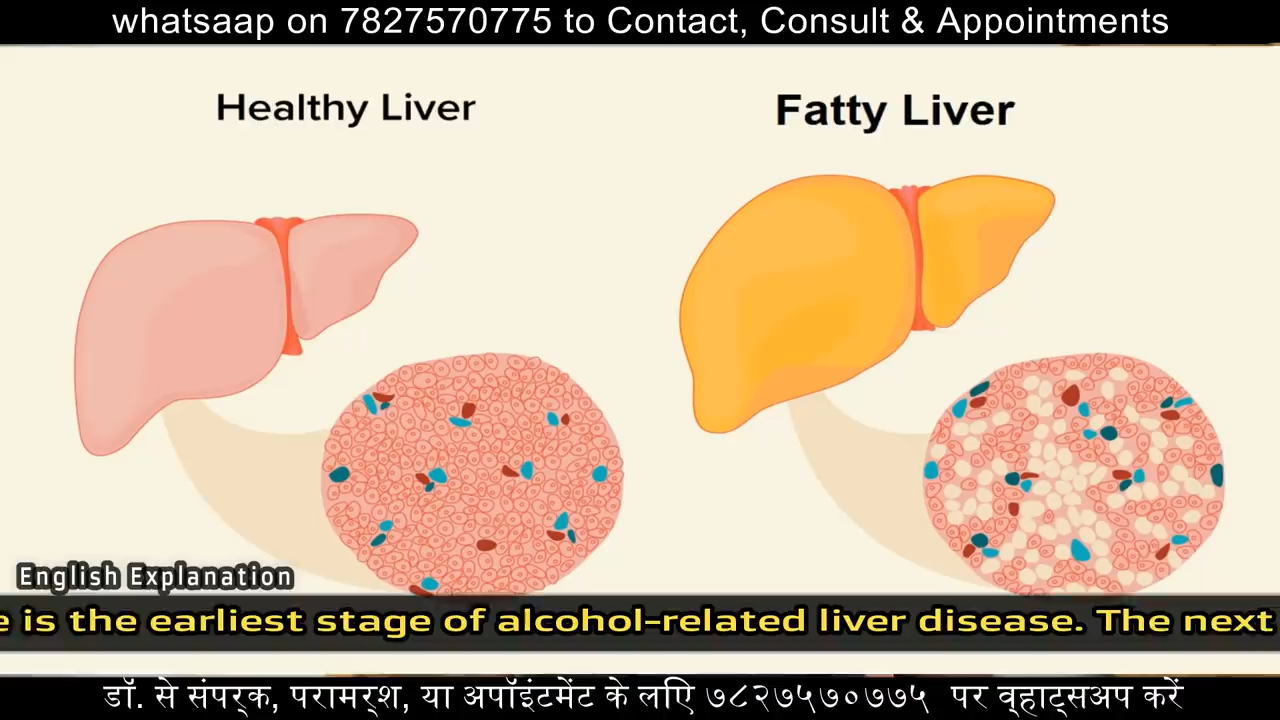 whatsaap on 7827570775 to Contact, Consult & Appointments
Healthy Liver
Fatty Liver
English Explanation
e is the earliest stage of alcohol-related liver disease. The next
डॉ. से संपर्क, परामर्श, या अपॉइंटमेंट के लिए ७८२७५७०७७५ पर व्हाट्सअप करें